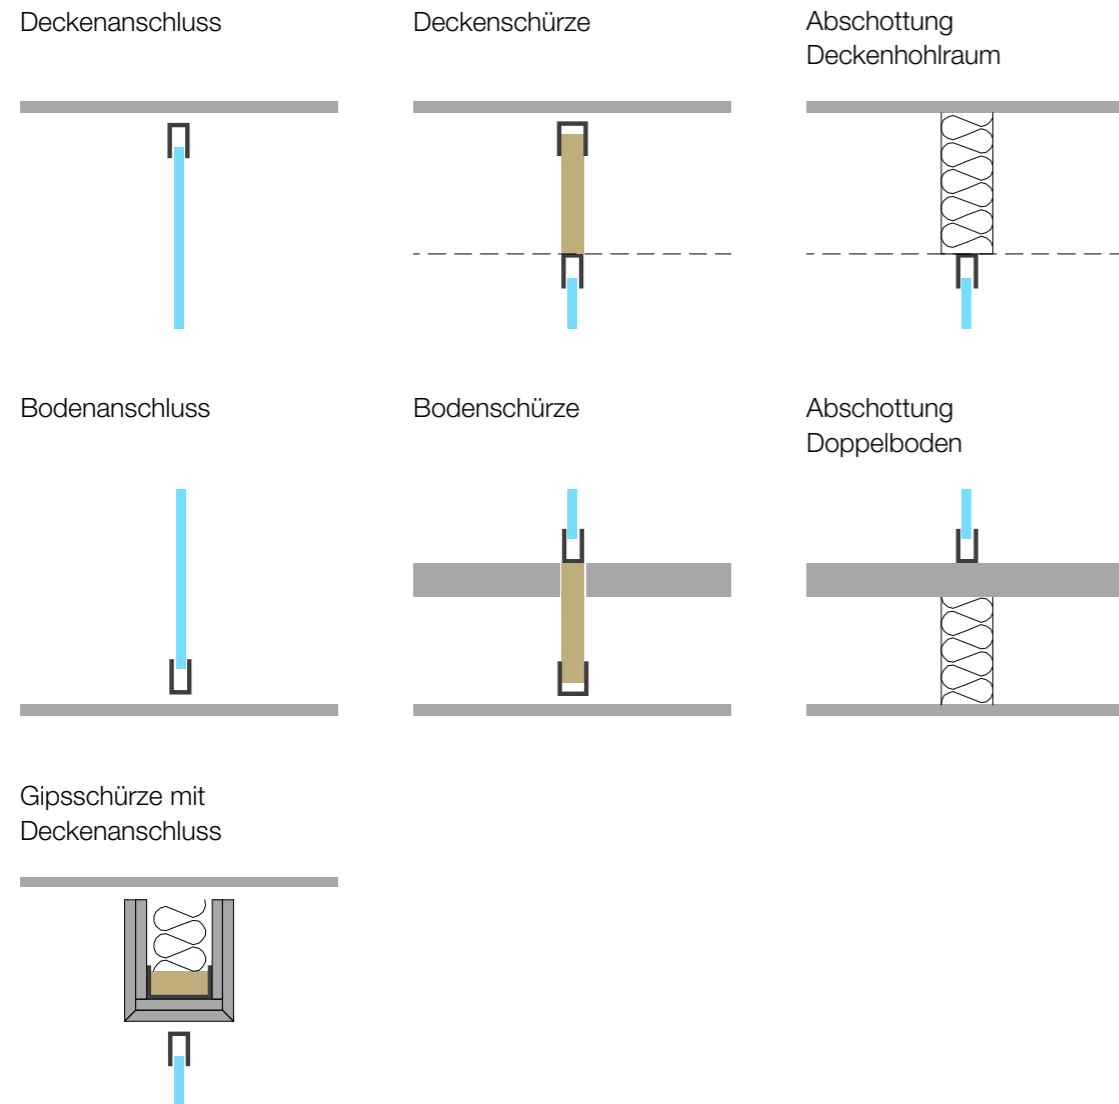 Deckenanschluss
Deckenschürze
Abschottung
Deckenhohlraum
Bodenanschluss
Bodenschürze
Abschottung
Doppelboden
Gipsschürze mit
Deckenanschluss